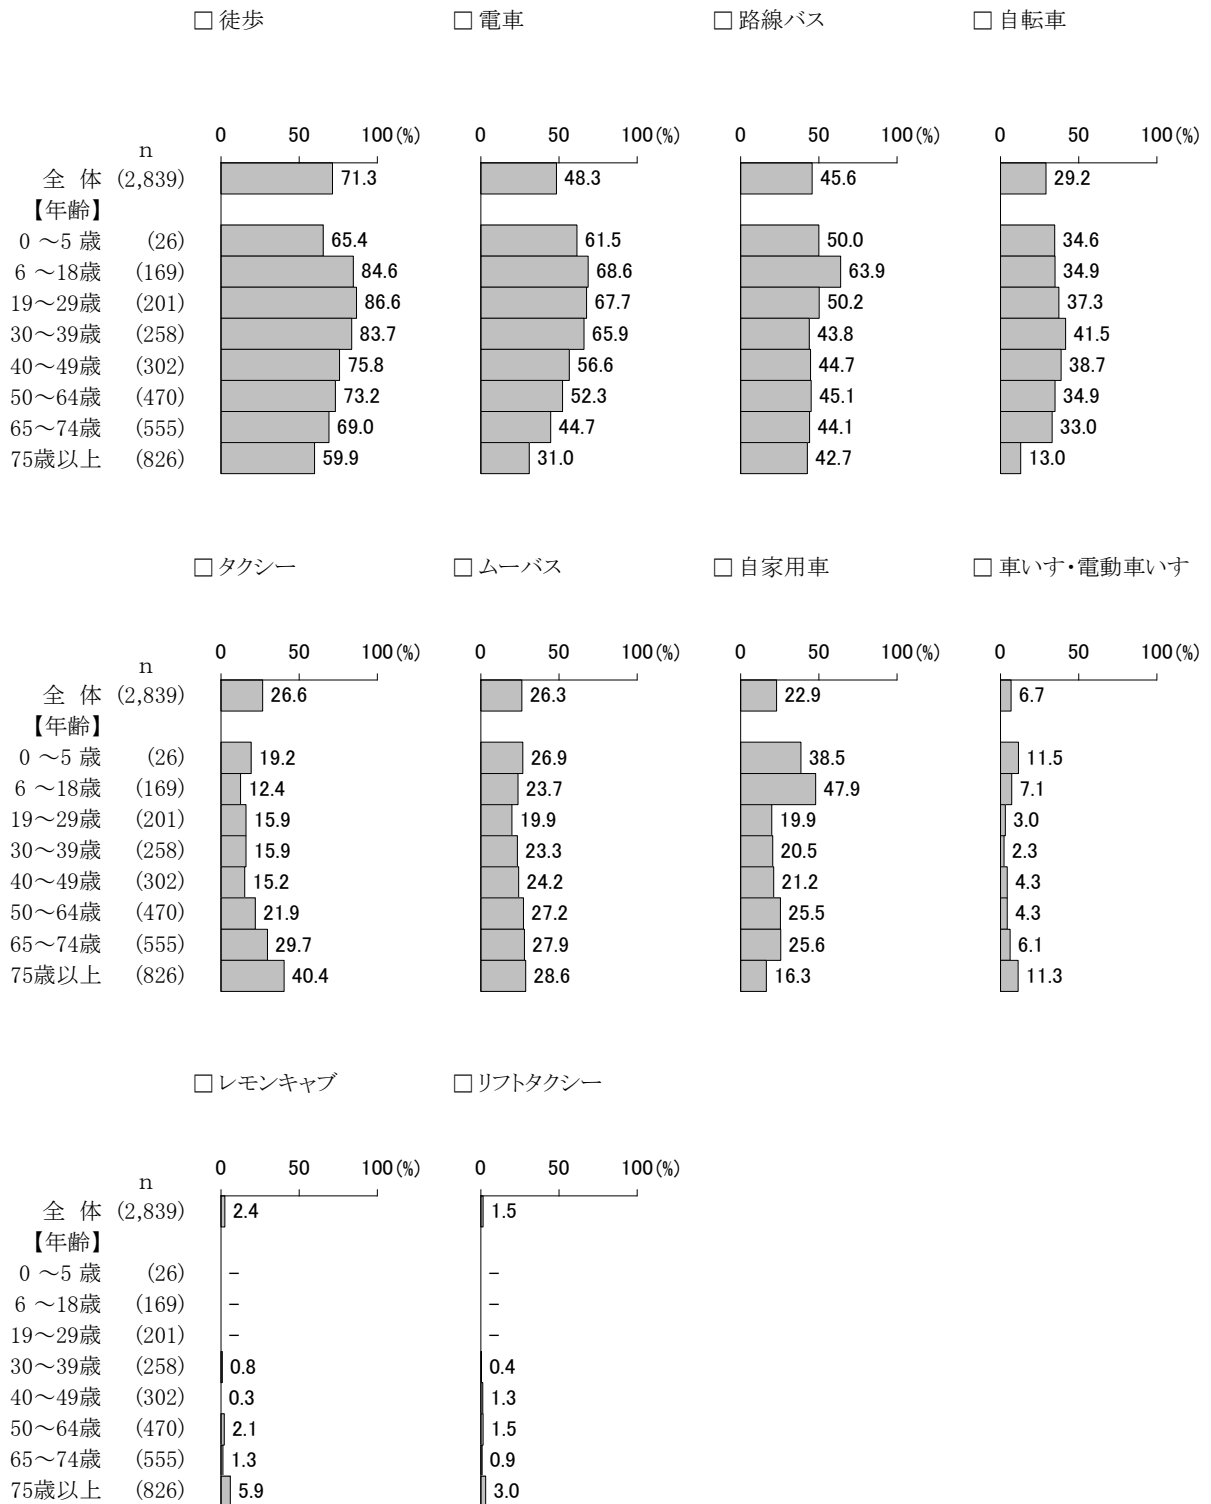 □ 徒歩 □ 電車 □ 路線バス □ 自転車
0 50 100(%) 0 50 100(%) 0 50 100(%) 0 50 100(%)
n
全 体 (2,839) 71.3 48.3 45.6 29.2
【年齢】
0 ～5 歳 (26) 65.4 61.5 50.0 34.6
6 ～18歳 (169) 84.6 68.6 63.9 34.9
19～29歳 (201) 86.6 67.7 50.2 37.3
30～39歳 (258) 83.7 65.9 43.8 41.5
40～49歳 (302) 75.8 56.6 44.7 38.7
50～64歳 (470) 73.2 52.3 45.1 34.9
65～74歳 (555) 69.0 44.7 44.1 33.0
75歳以上 (826) 59.9 31.0 42.7 13.0
□ タクシー □ ムーバス □ 自家用車 □ 車いす・電動車いす
0 50 100(%) 0 50 100(%) 0 50 100(%) 0 50 100(%)
n
全 体 (2,839) 26.6 26.3 22.9 6.7
【年齢】
0 ～5 歳 (26) 19.2 26.9 38.5 11.5
6 ～18歳 (169) 12.4 23.7 47.9 7.1
19～29歳 (201) 15.9 19.9 19.9 3.0
30～39歳 (258) 15.9 23.3 20.5 2.3
40～49歳 (302) 15.2 24.2 21.2 4.3
50～64歳 (470) 21.9 27.2 25.5 4.3
65～74歳 (555) 29.7 27.9 25.6 6.1
75歳以上 (826) 40.4 28.6 16.3 11.3
□ レモンキャブ □ リフトタクシー
0 50 100(%) 0 50 100(%)
n
全 体 (2,839) 2.4 1.5
【年齢】
0 ～5 歳 (26) － －
6 ～18歳 (169) － －
19～29歳 (201) － －
30～39歳 (258) 0.8 0.4
40～49歳 (302) 0.3 1.3
50～64歳 (470) 2.1 1.5
65～74歳 (555) 1.3 0.9
75歳以上 (826) 5.9 3.0